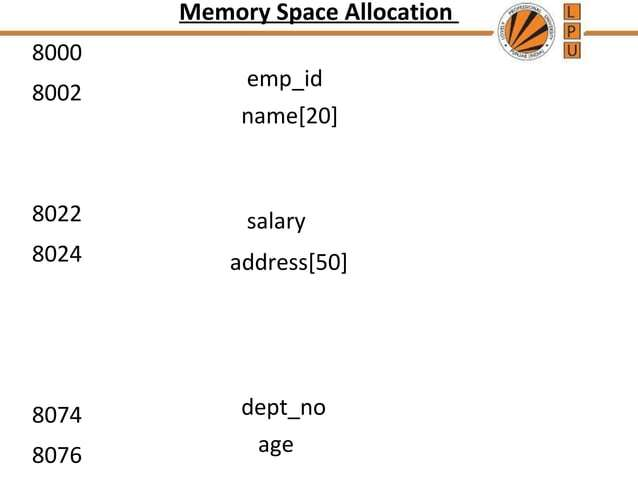 Memory Space Allocation
L
P
U
8000
emp_id
8002
name[20]
8022
salary
8024
address[50]
8074
dept_no
8076
age